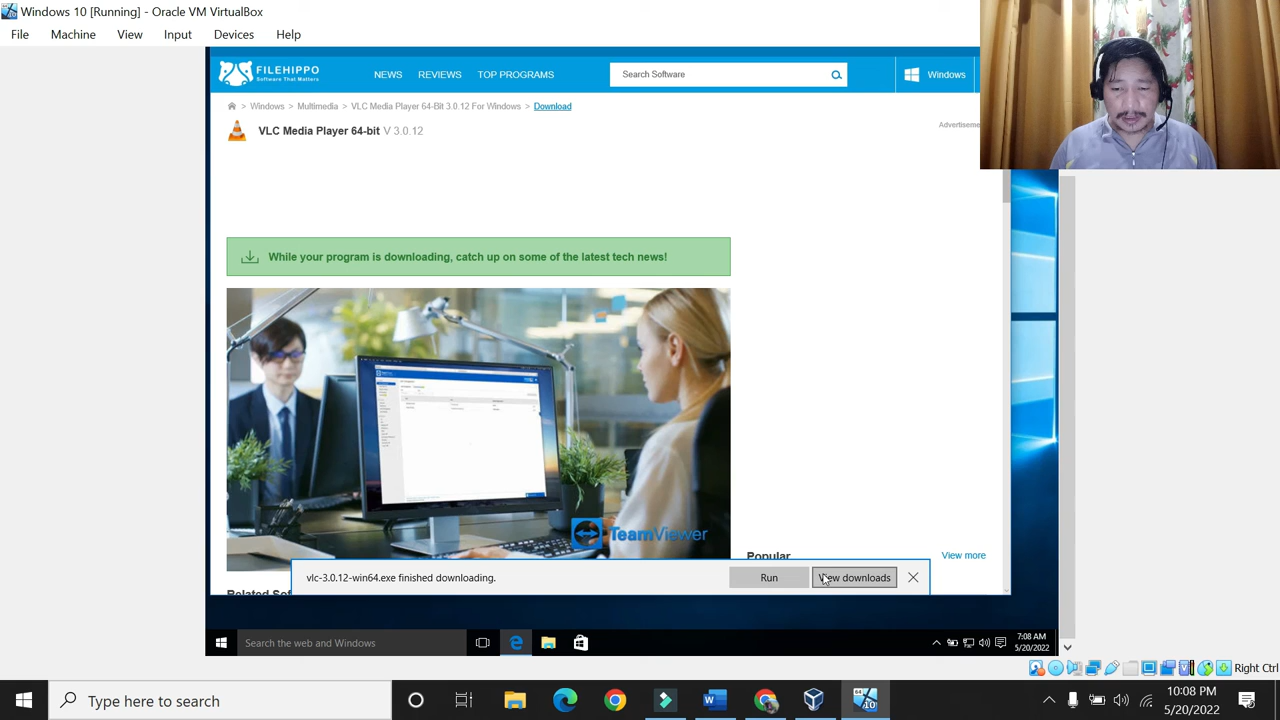 Windows 10 [Running] - Oracle VM VirtualBox
File Machine View Input Devices Help
FILEHIPPO
Software That Matters
NEWS REVIEWS TOP PROGRAMS
Search Software
Windows
> Windows > Multimedia > VLC Media Player 64-Bit 3.0.12 For Windows > Download
VLC Media Player 64-bit V 3.0.12
Advertiseme
While your program is downloading, catch up on some of the latest tech news!
TeamViewer
Popular
View more
vlc-3.0.12-win64.exe finished downloading.
Run
View downloads
Related Sof
Search the web and Windows
7:08 AM
5/20/2022
Right Ctrl
Type here to search
10:08 PM
5/20/2022